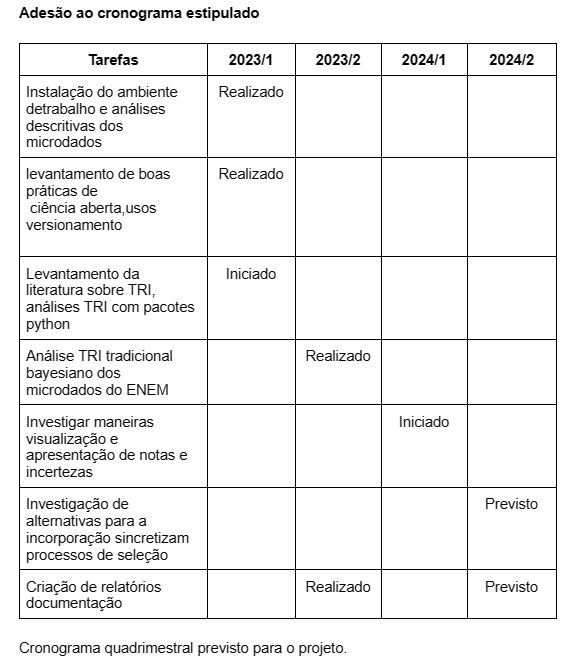 Adesão ao cronograma estipulado
Tarefas 2023/1 2023/2 2024/1 2024/2
Instalação do ambiente Realizado
detrabalho e análises
descritivas dos
microdados
levantamento de boas Realizado
práticas de
ciência aberta,usos
versionamento
Levantamento da Iniciado
literatura sobre TRI,
análises TRI com pacotes
python
Análise TRI tradicional Realizado
bayesiano dos
microdados do ENEM
Investigar maneiras Iniciado
visualização e
apresentação de notas e
incertezas
Investigação de Previsto
alternativas para a
incorporação sincretizam
processos de seleção
Criação de relatórios Realizado Previsto
documentação
Cronograma quadrimestral previsto para o projeto.